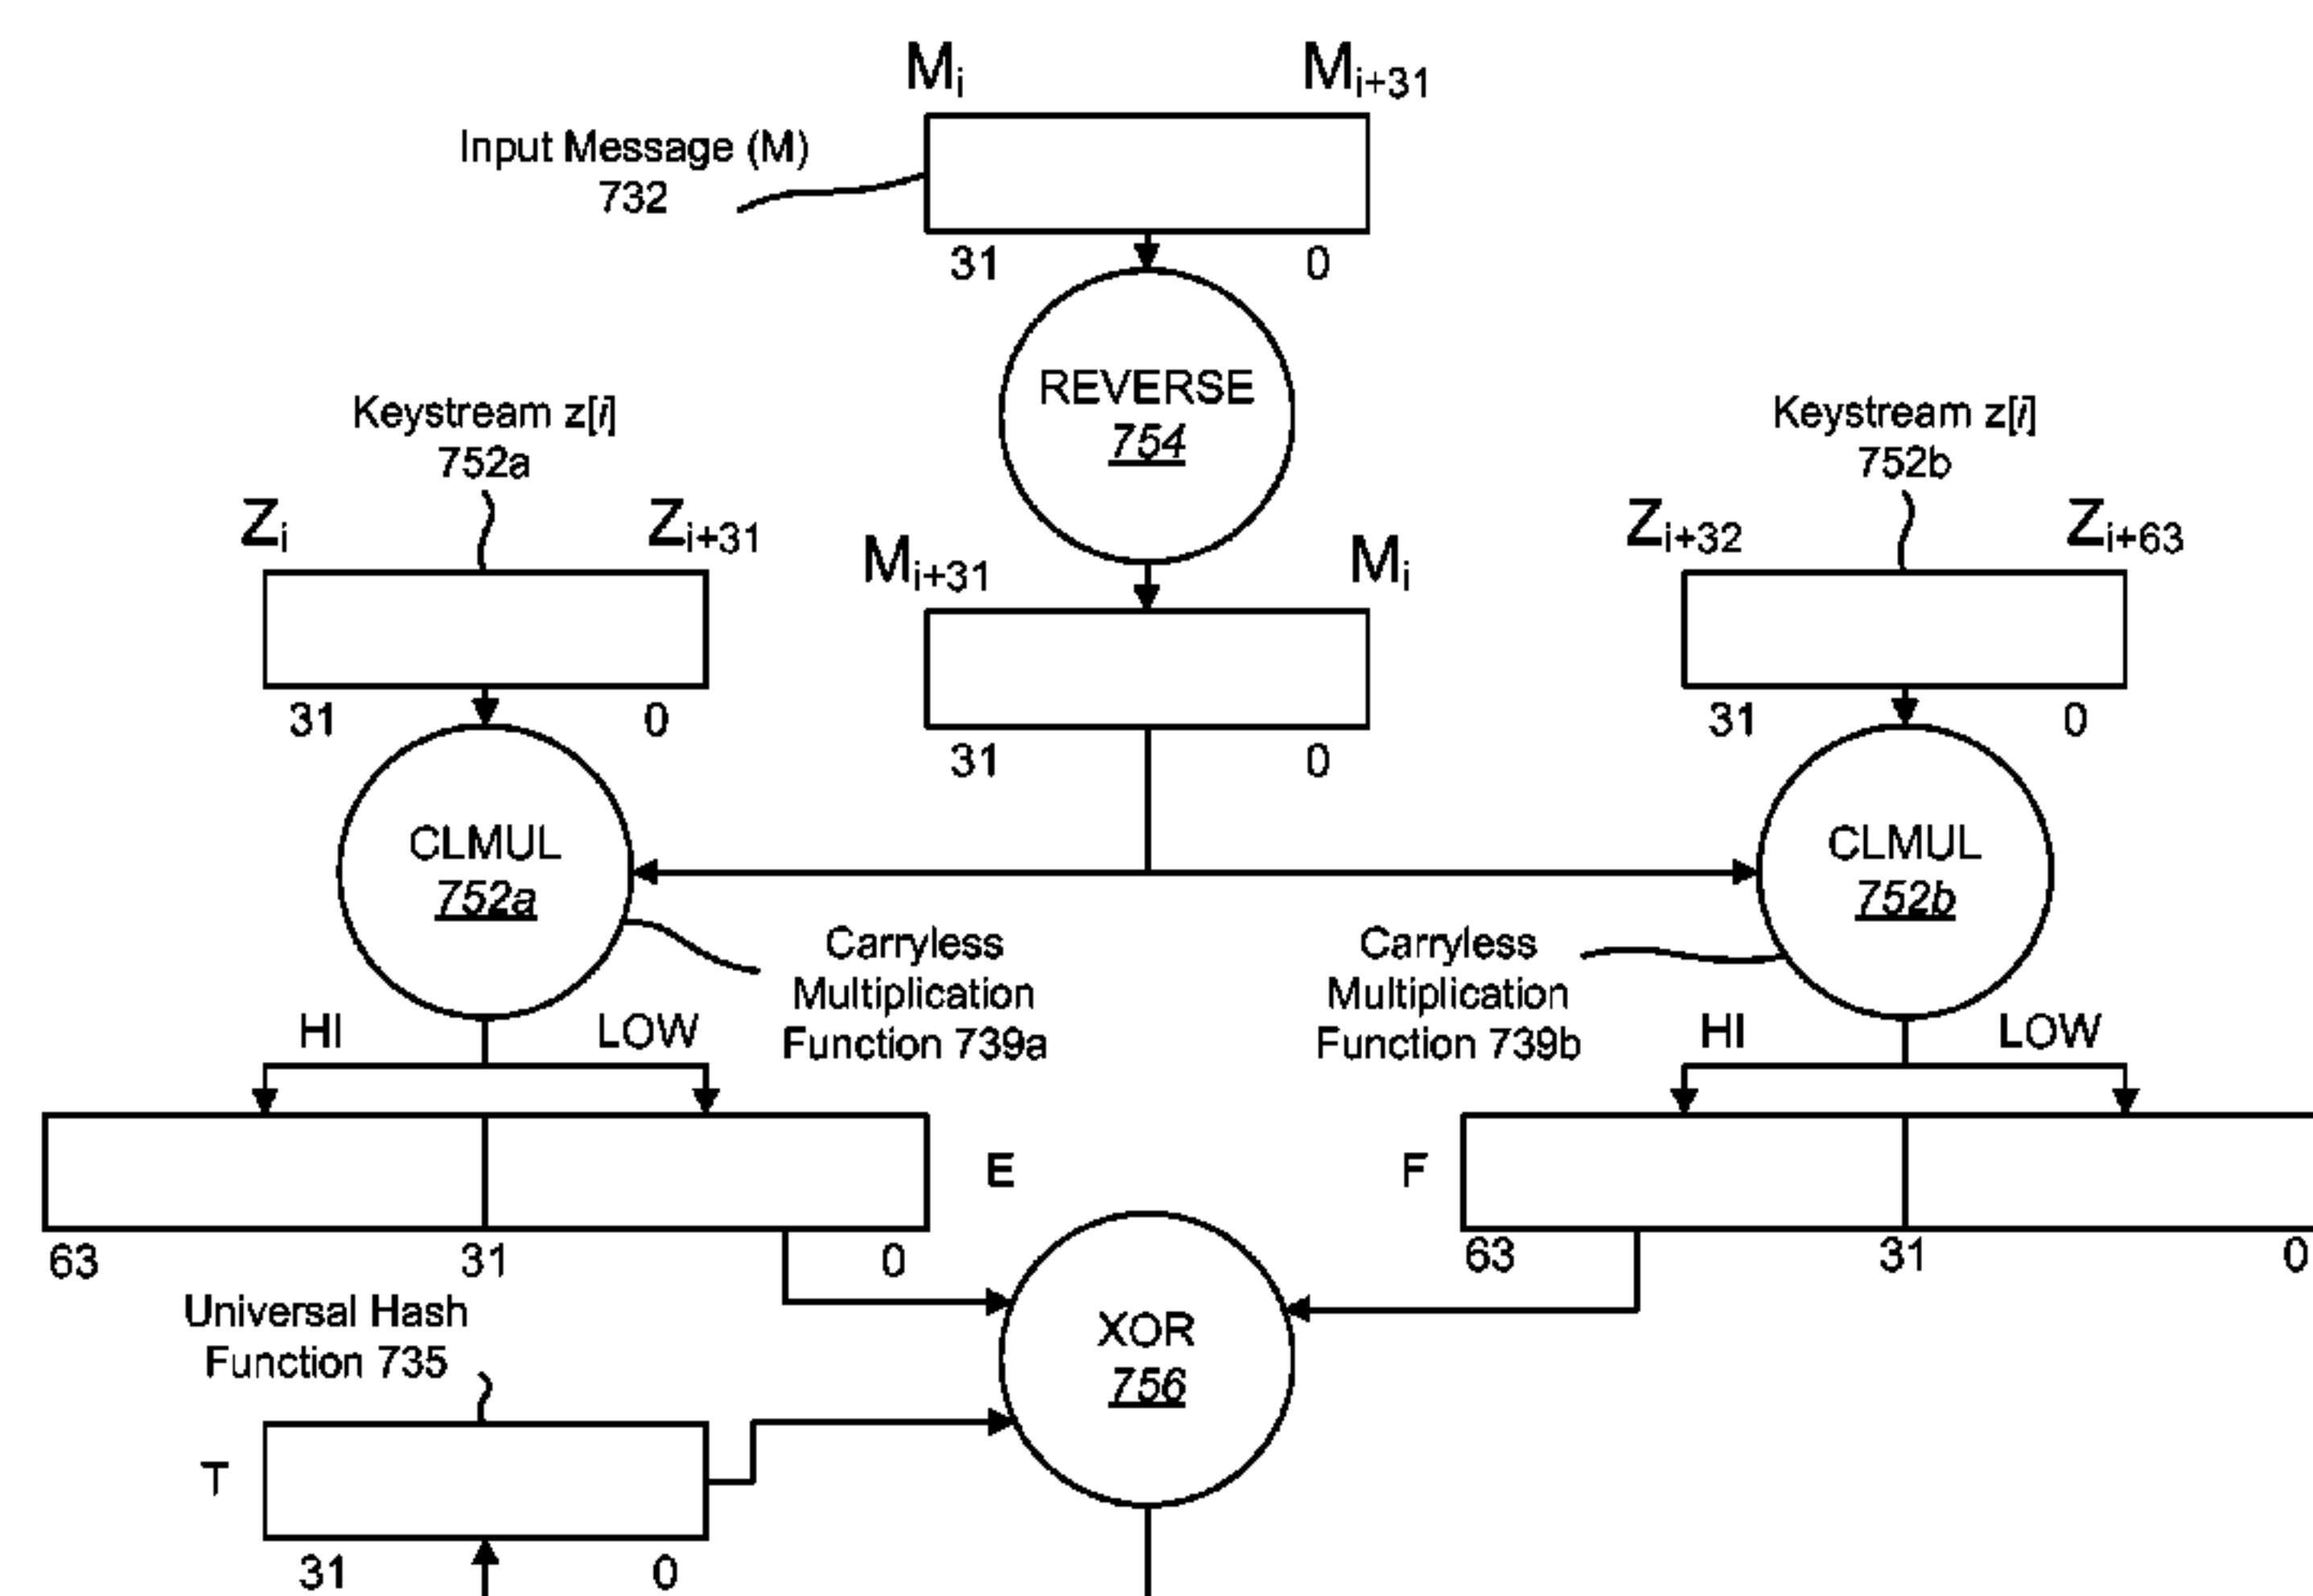 Mi Mi+31
Input Message (M)
732
31 0
REVERSE
754
Keystream z[i]
752a
Keystream z[i]
752b
Zi Zi+31
Mi+31 Mi
Zi+32 Zi+63
31 0
31 0
31 0
CLMUL
752a
CLMUL
752b
Carryless
Multiplication
Function 739a
Carryless
Multiplication
Function 739b
HI LOW
HI LOW
E
F
63 31 0
63 31 0
Universal Hash
Function 735
XOR
756
T
31 0